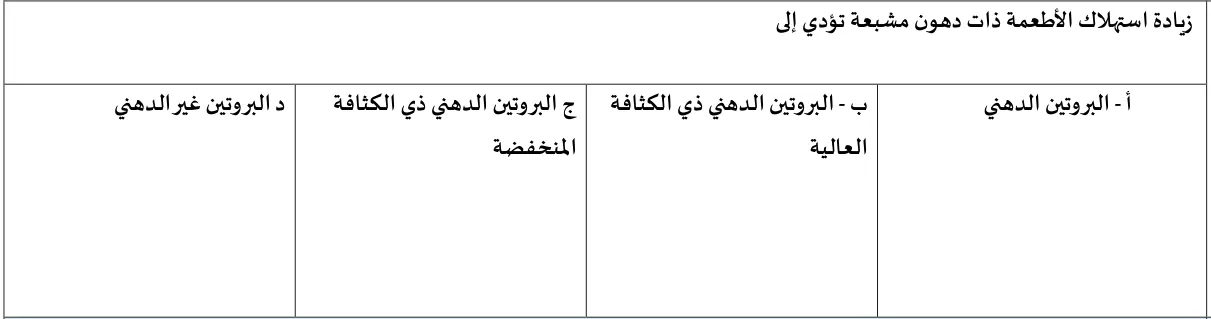 زيادة استهلاك الأطعمة ذات دهون مشبعة تؤدي إلى
أ - البروتين الدهني
ب - البروتين الدهني ذي الكثافة
العالية
ج البروتين الدهني ذي الكثافة
المنخفضة
د البروتين غير الدهني